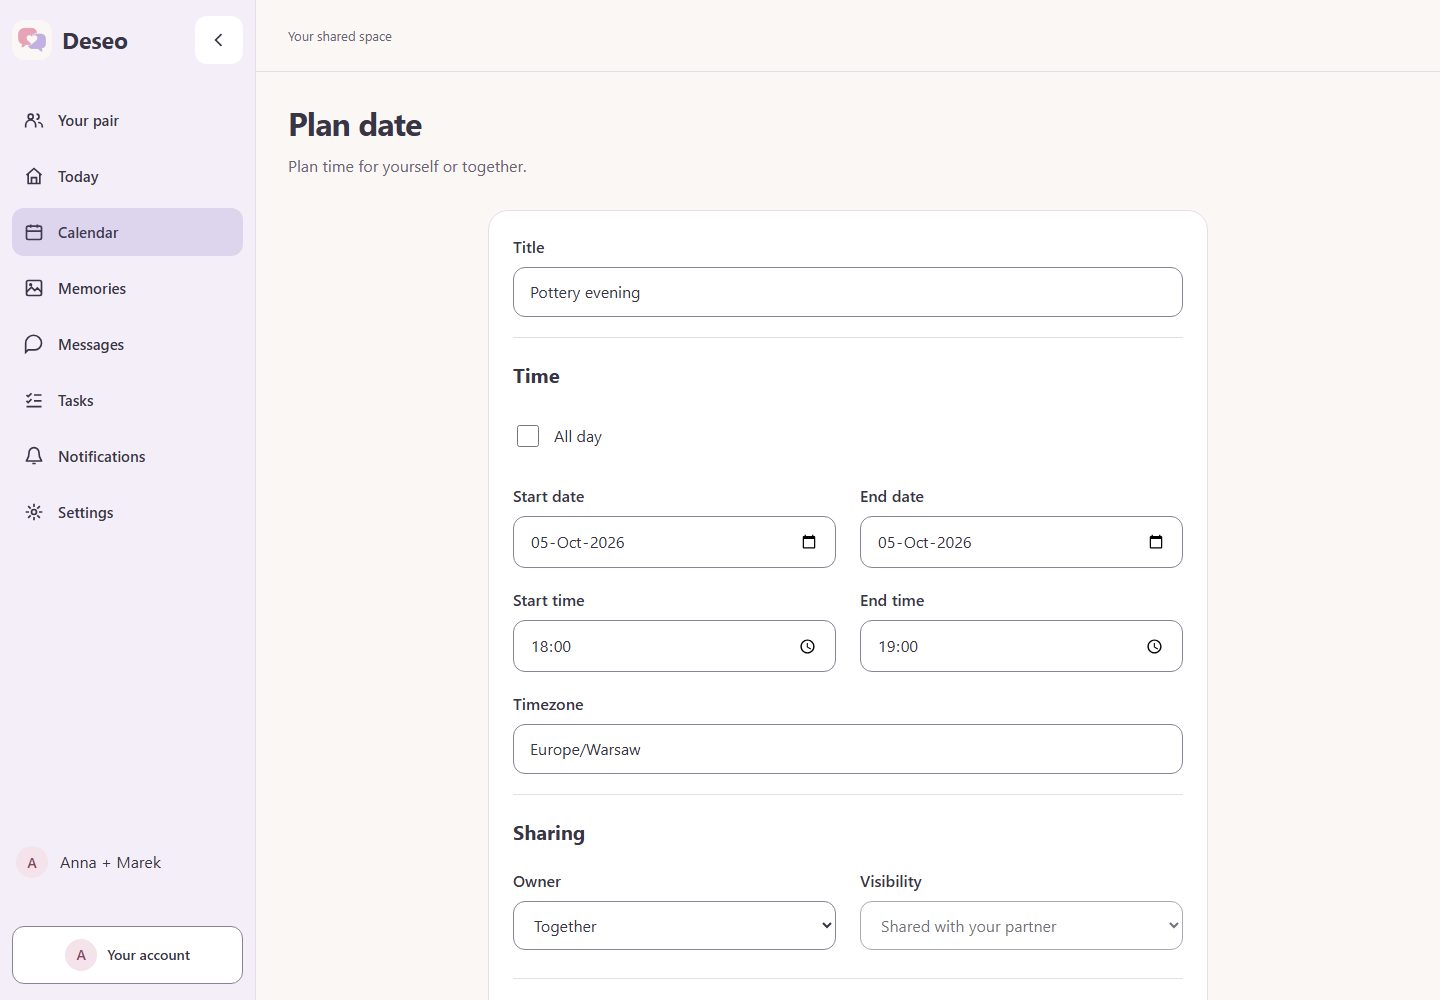 Deseo
Your pair
Today
Calendar
Memories
Messages
Tasks
Notifications
Settings
Anna + Marek
A
A
Your account
Your shared space
Plan date
Plan time for yourself or together.
Title
Pottery evening
Time
All day
Start date
End date
05-Oct-2026
05-Oct-2026
Start time
End time
18:00
19:00
Timezone
Europe/Warsaw
Sharing
Owner
Visibility
Together
Shared with your partner